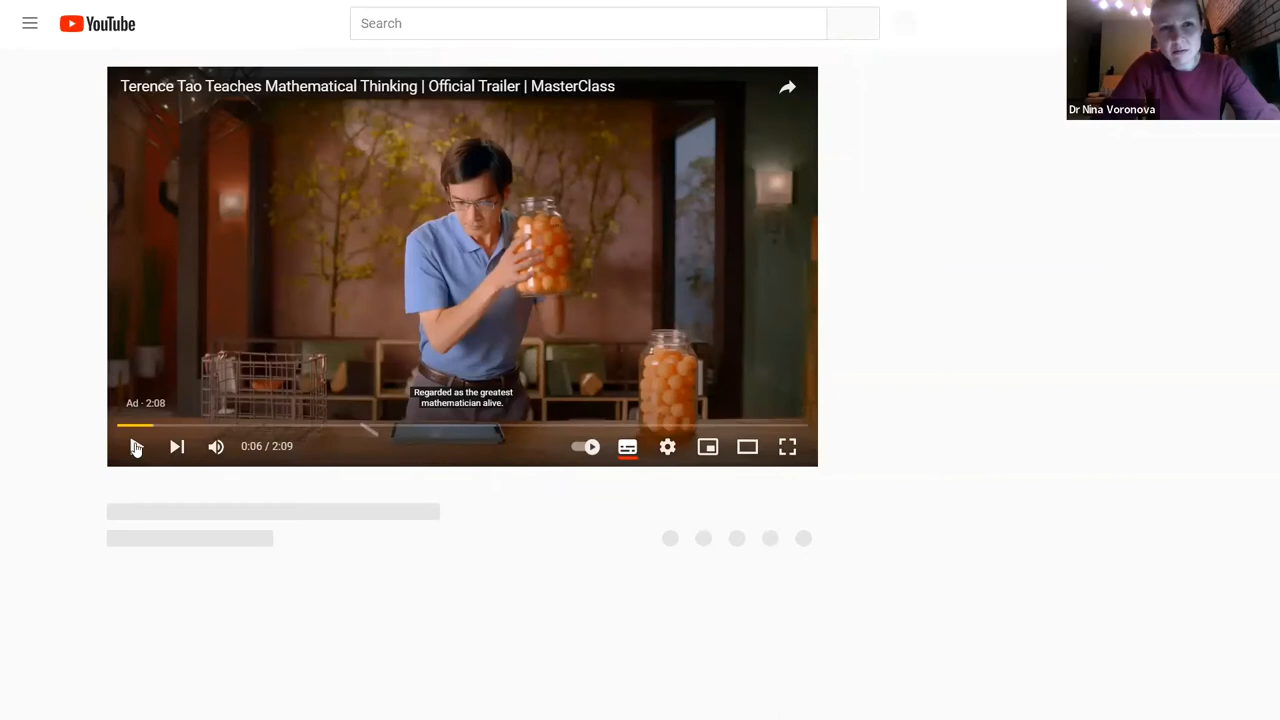 YouTube
Search
Dr Nina Voronova
Terence Tao Teaches Mathematical Thinking | Official Trailer | MasterClass
Regarded as the greatest
mathematician alive.
Ad · 2:08
0:06 / 2:09